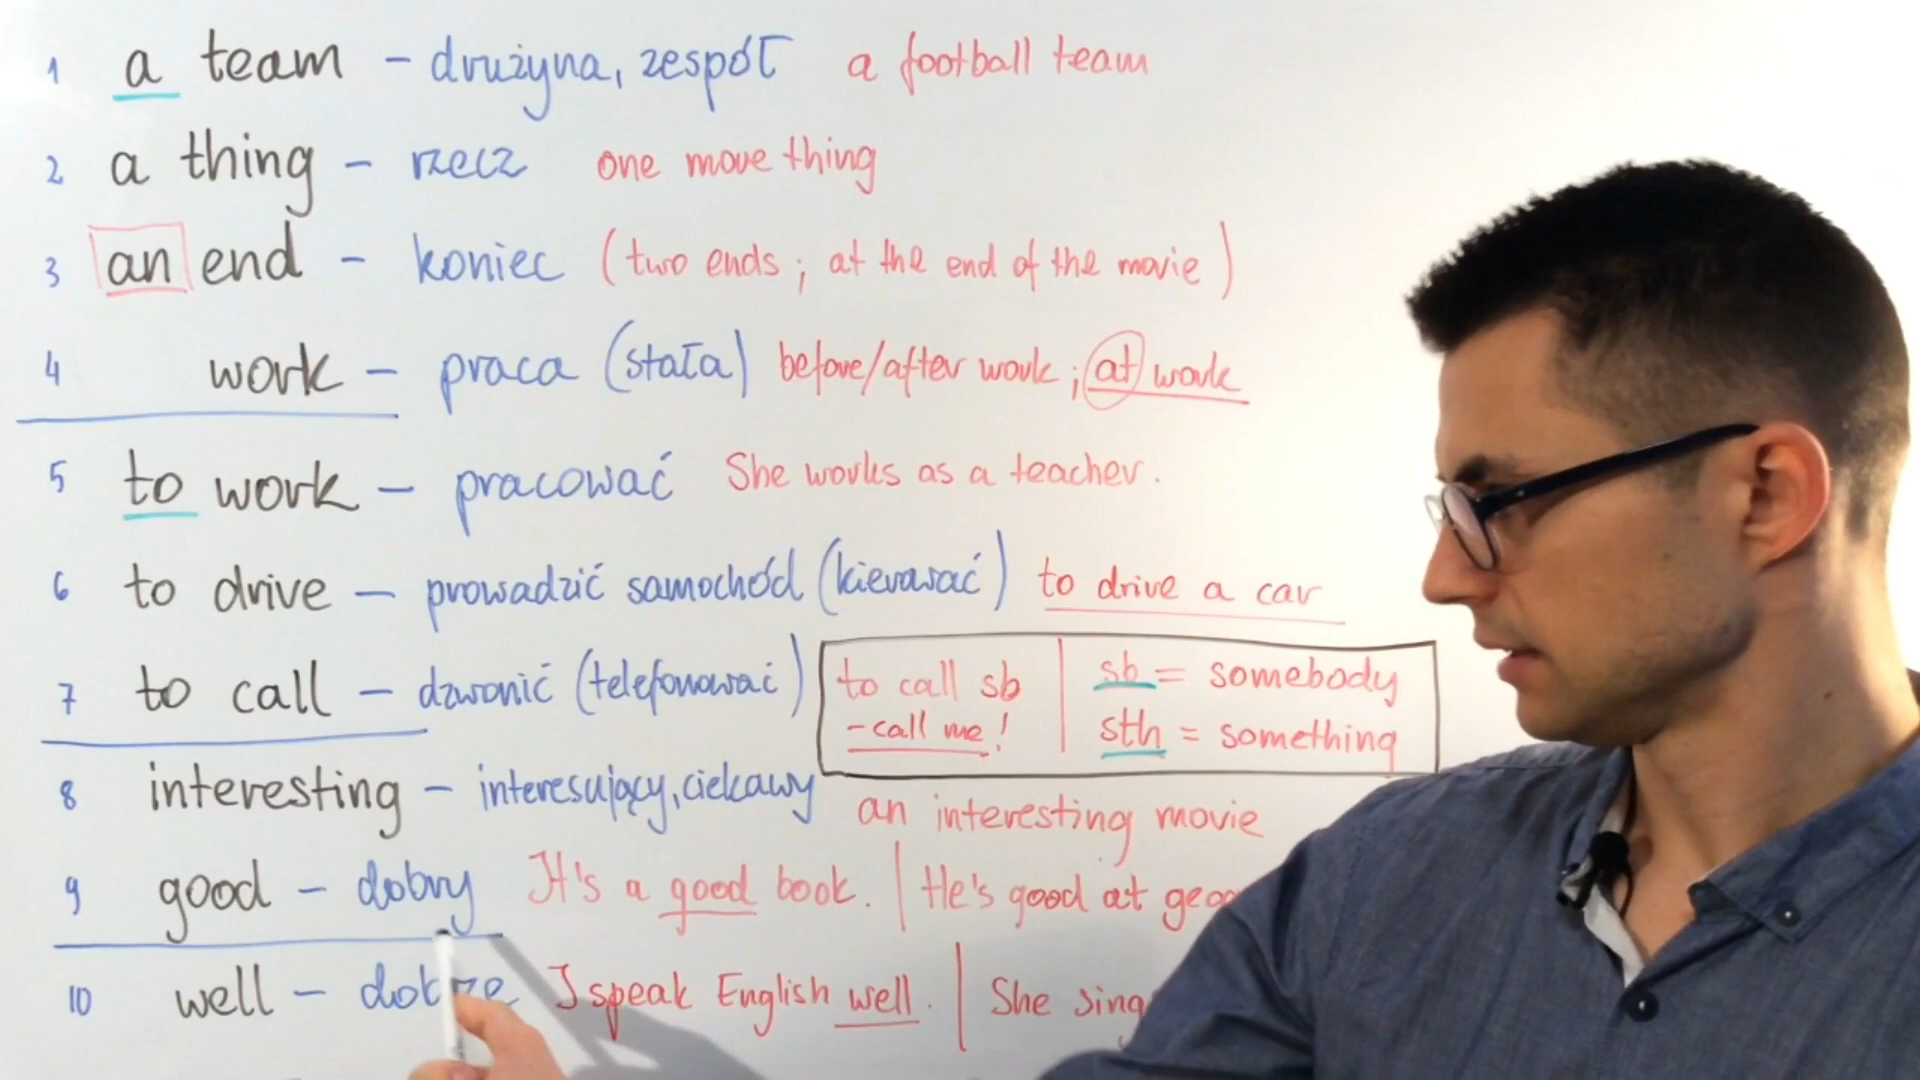 1 a team - drużyna, zespół a football team
2 a thing - rzecz one more thing
3 an end - koniec (two ends; at the end of the movie)
4 work - praca (stała) before/after work; at work
5 to work - pracować She works as a teacher.
6 to drive - prowadzić samochód (kierować) to drive a car
7 to call - dzwonić (telefonować) to call sb | sb = somebody
- call me! | sth = something
8 interesting - interesujący, ciekawy an interesting movie
9 good - dobry It's a good book. | He's good at
10 well - dobrze I speak English well. | She